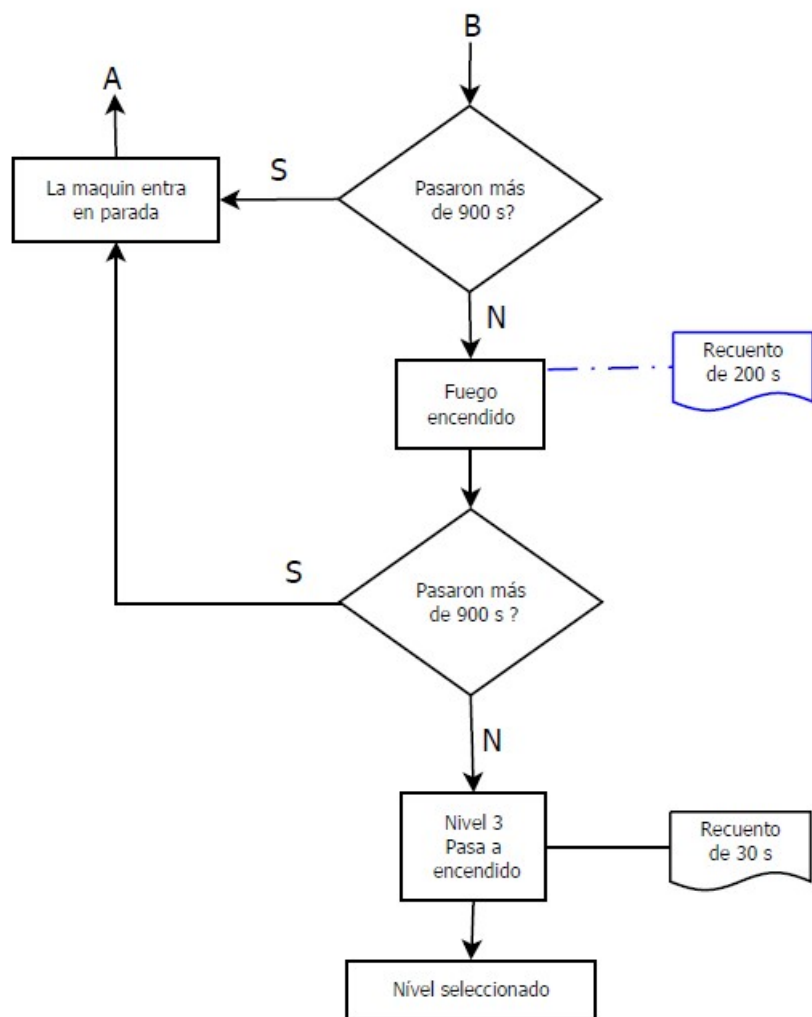 B
A
S
La maquin entra
en parada
Pasaron más
de 900 s?
N
Fuego
encendido
Recuento
de 200 s
S
Pasaron más
de 900 s ?
N
Nivel 3
Pasa a
encendido
Recuento
de 30 s
Nível seleccionado